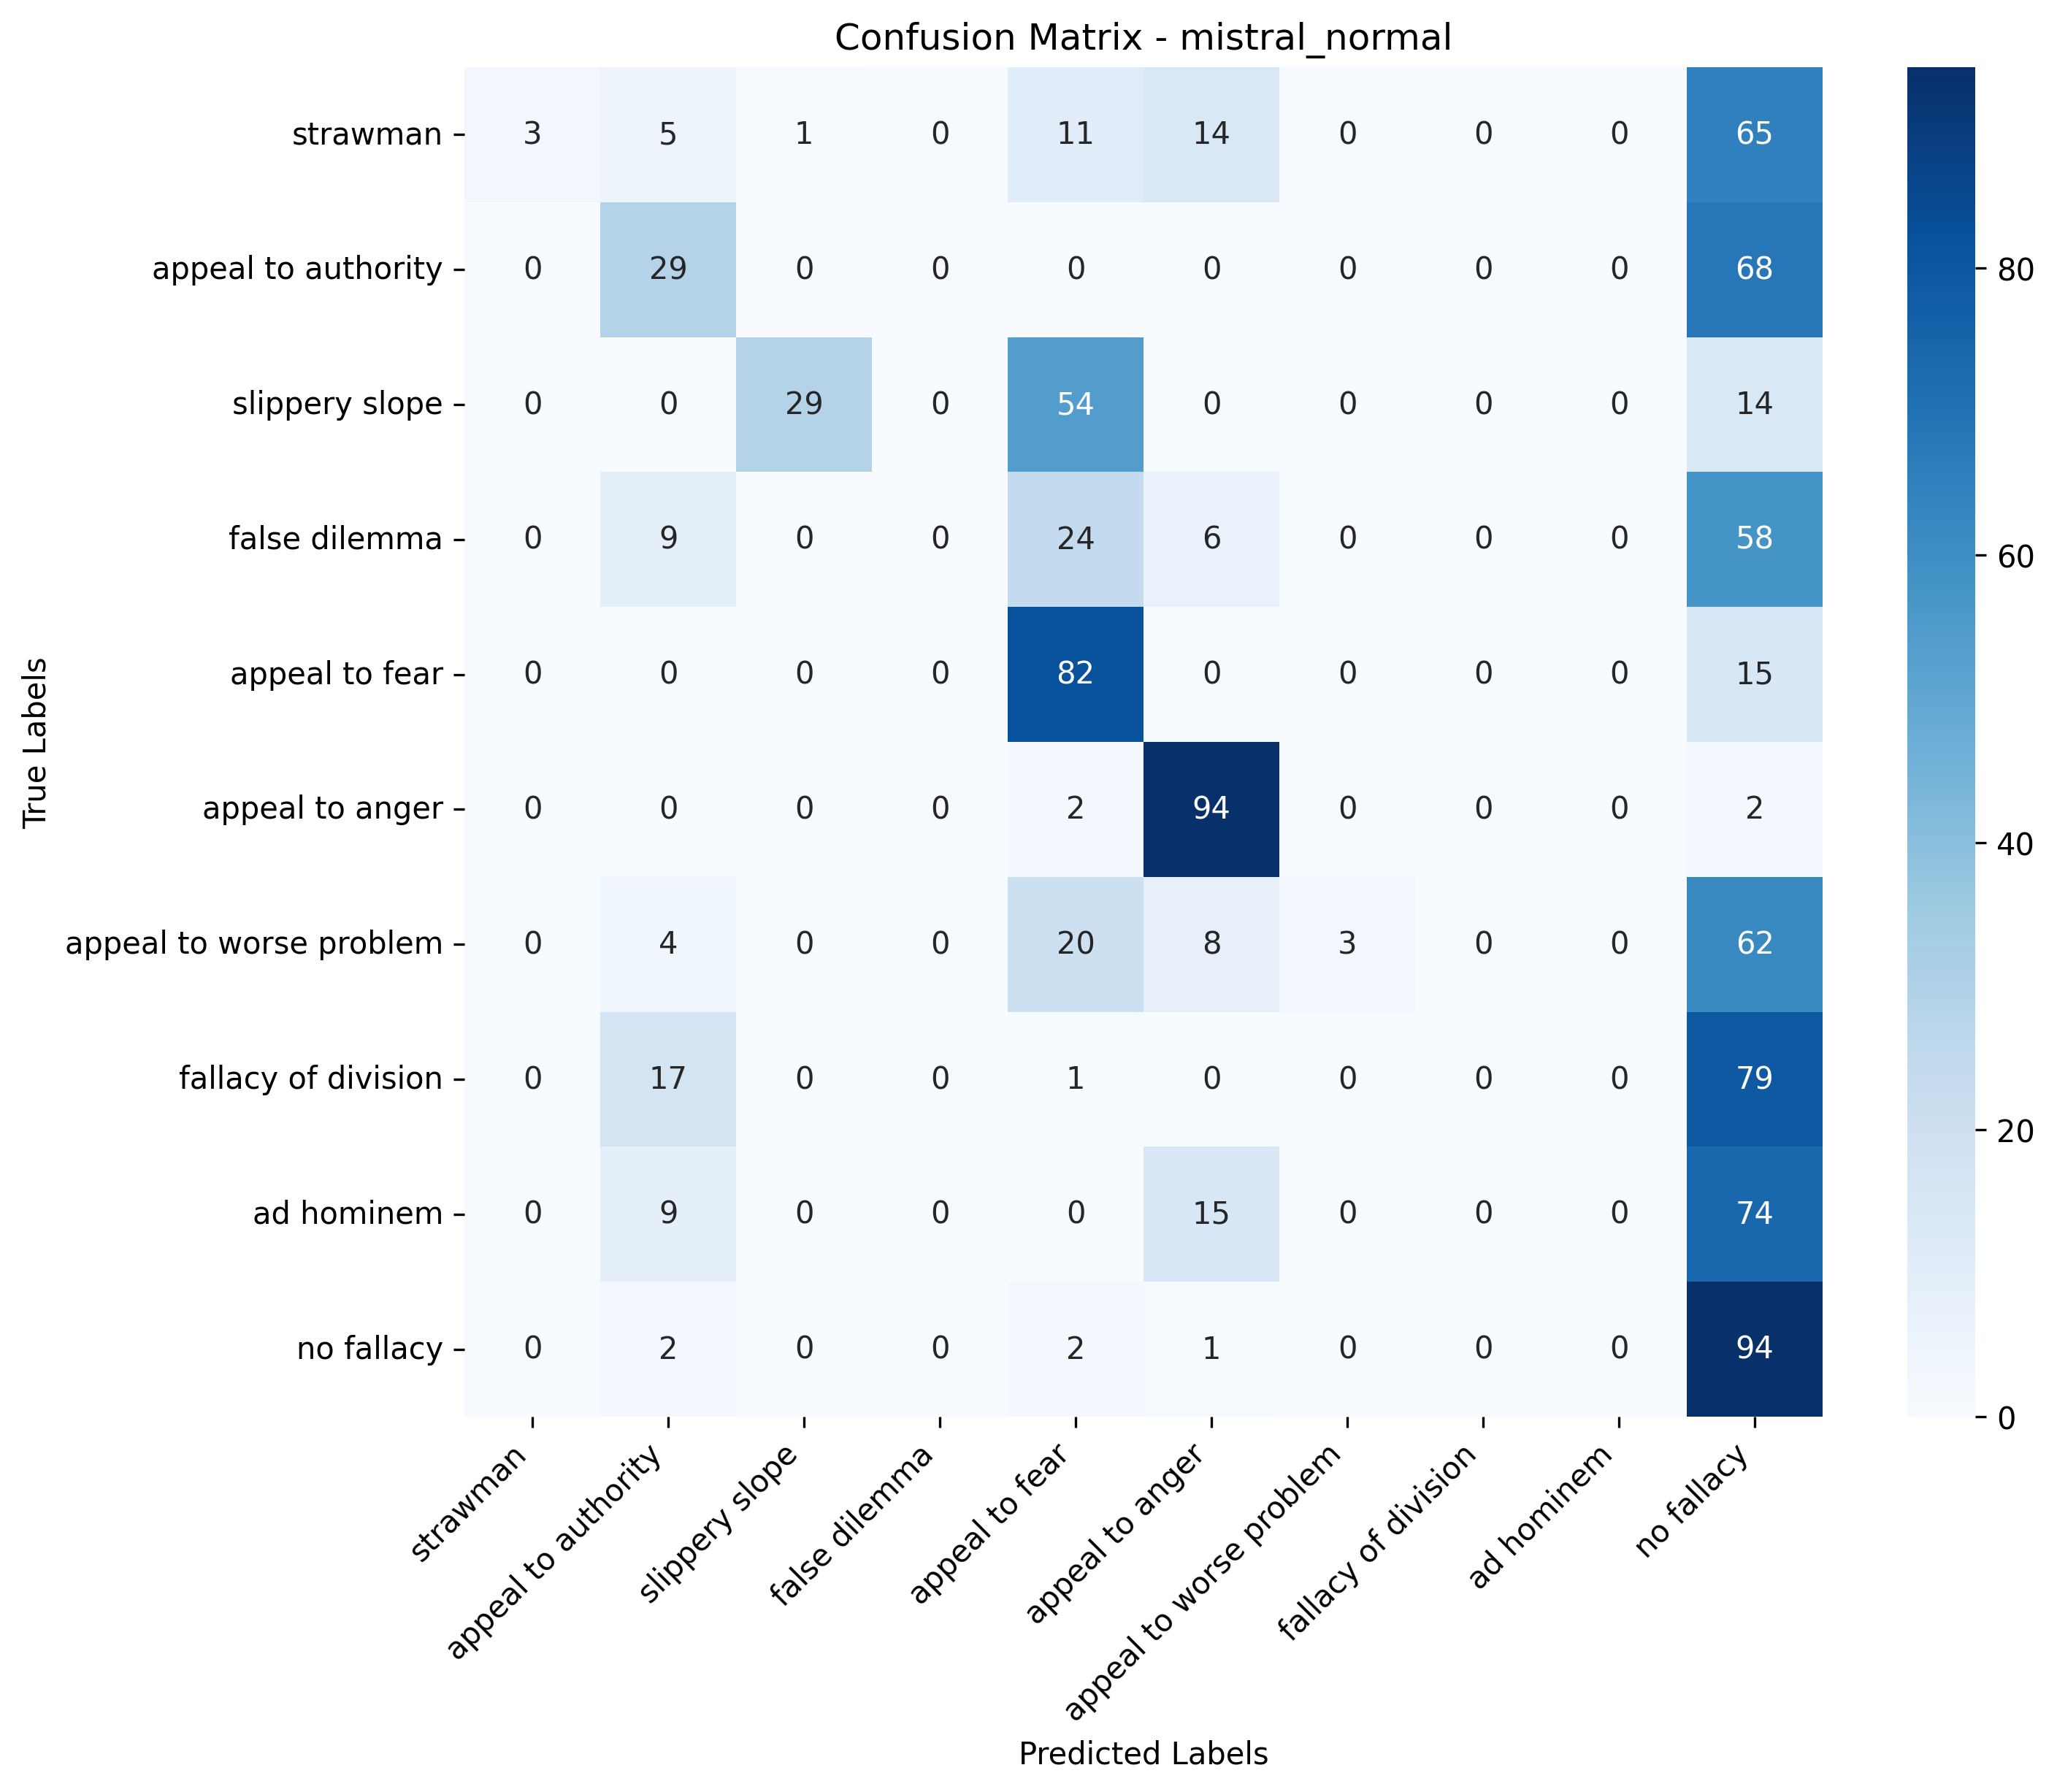 Confusion Matrix - mistral_normal
strawman 3 5 1 0 11 14 0 0 0 65
appeal to authority 0 29 0 0 0 0 0 0 0 68
slippery slope 0 0 29 0 54 0 0 0 0 14
false dilemma 0 9 0 0 24 6 0 0 0 58
appeal to fear 0 0 0 0 82 0 0 0 0 15
appeal to anger 0 0 0 0 2 94 0 0 0 2
appeal to worse problem 0 4 0 0 20 8 3 0 0 62
fallacy of division 0 17 0 0 1 0 0 0 0 79
ad hominem 0 9 0 0 0 15 0 0 0 74
no fallacy 0 2 0 0 2 1 0 0 0 94
True Labels
strawman
appeal to authority
slippery slope
false dilemma
appeal to fear
appeal to anger
appeal to worse problem
fallacy of division
ad hominem
no fallacy
Predicted Labels
80
60
40
20
0